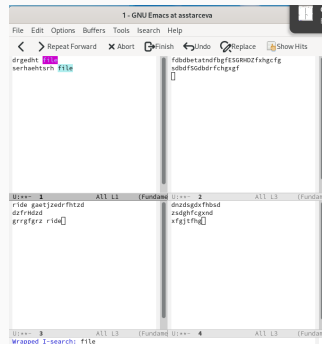 1 - GNU Emacs at asstarceva
File Edit Options Buffers Tools Isearch Help
Repeat Forward Abort Finish Undo Replace Show Hits
drgedht file
serhaehtsrh file
U:**- 1 All L1 (Fundame
fdbdbetatndfbgfESGRHDZfxhgcfg
sdbdfSGdbdrfchgxgf
U:**- 2 All L3 (Fundam
ride gaetjzedrfhtzd
dzfrHdzd
grrgfgrz ride
U:**- 3 All L3 (Fundame
dnzdsgdxfhbsd
zsdghfcgxnd
xfgjtfhg
U:**- 4 All L3 (Fundam
Wrapped I-search: file